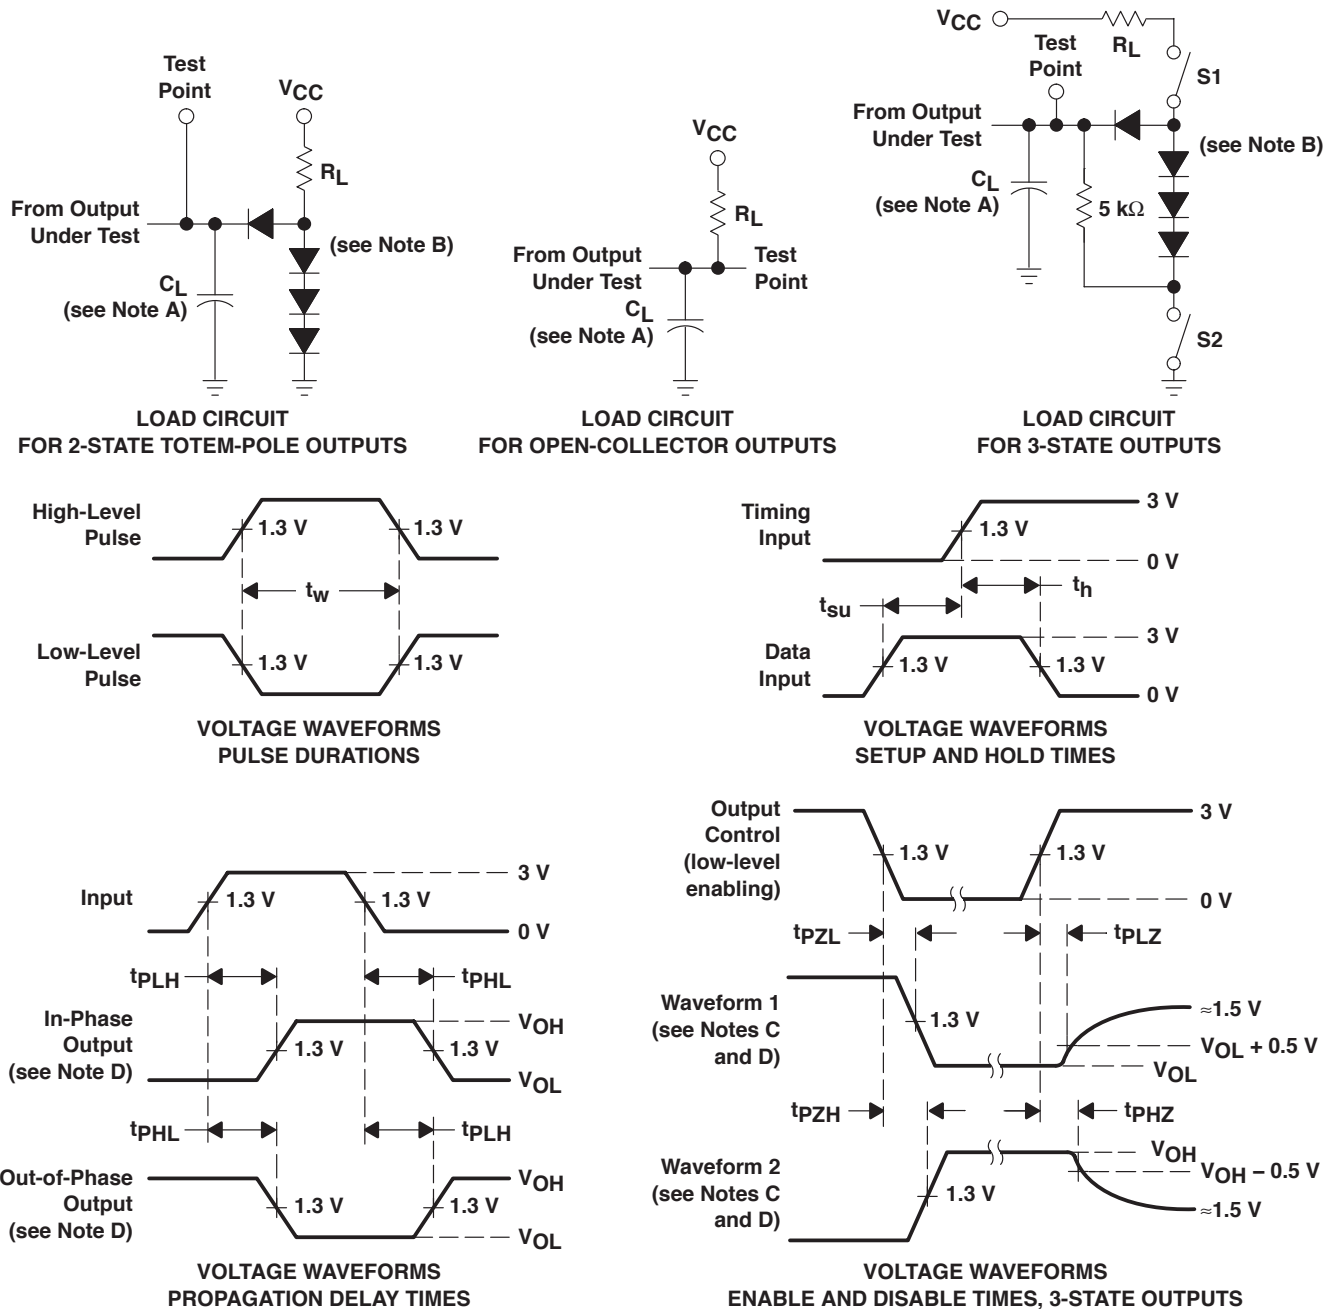 Test
Point
VCC
RL
From Output
Under Test
(see Note B)
CL
(see Note A)
LOAD CIRCUIT
FOR 2-STATE TOTEM-POLE OUTPUTS
VCC
RL
From Output
Under Test
Test
Point
CL
(see Note A)
LOAD CIRCUIT
FOR OPEN-COLLECTOR OUTPUTS
VCC
RL
Test
Point
S1
From Output
Under Test
(see Note B)
CL
(see Note A)
5 kΩ
S2
LOAD CIRCUIT
FOR 3-STATE OUTPUTS
High-Level
Pulse
1.3 V
1.3 V
tw
Low-Level
Pulse
1.3 V
1.3 V
VOLTAGE WAVEFORMS
PULSE DURATIONS
Timing
Input
1.3 V
3 V
0 V
th
tsu
Data
Input
1.3 V
1.3 V
3 V
0 V
VOLTAGE WAVEFORMS
SETUP AND HOLD TIMES
Input
1.3 V
1.3 V
3 V
0 V
tPLH
tPHL
In-Phase
Output
(see Note D)
1.3 V
1.3 V
VOH
VOL
tPHL
tPLH
Out-of-Phase
Output
(see Note D)
1.3 V
1.3 V
VOH
VOL
VOLTAGE WAVEFORMS
PROPAGATION DELAY TIMES
Output
Control
(low-level
enabling)
1.3 V
1.3 V
3 V
0 V
tPZL
tPLZ
Waveform 1
(see Notes C
and D)
1.3 V
≈1.5 V
VOL + 0.5 V
VOL
tPZH
tPHZ
Waveform 2
(see Notes C
and D)
1.3 V
VOH
VOH – 0.5 V
≈1.5 V
VOLTAGE WAVEFORMS
ENABLE AND DISABLE TIMES, 3-STATE OUTPUTS